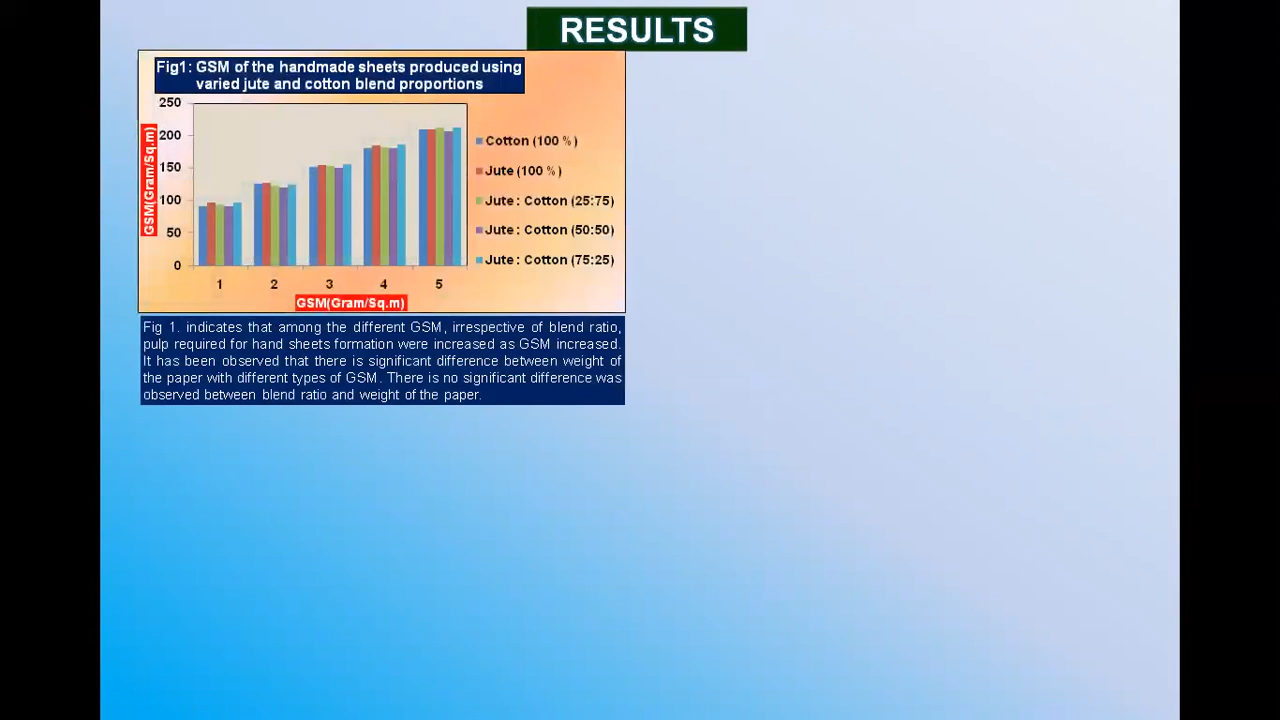 RESULTS
Fig1: GSM of the handmade sheets produced using
varied jute and cotton blend proportions
250
200
150
100
50
0
GSM(Gram/Sq.m)
1 2 3 4 5
GSM(Gram/Sq.m)
Cotton (100 %)
Jute (100 %)
Jute : Cotton (25:75)
Jute : Cotton (50:50)
Jute : Cotton (75:25)
Fig 1. indicates that among the different GSM, irrespective of blend ratio,
pulp required for hand sheets formation were increased as GSM increased.
It has been observed that there is significant difference between weight of
the paper with different types of GSM. There is no significant difference was
observed between blend ratio and weight of the paper.